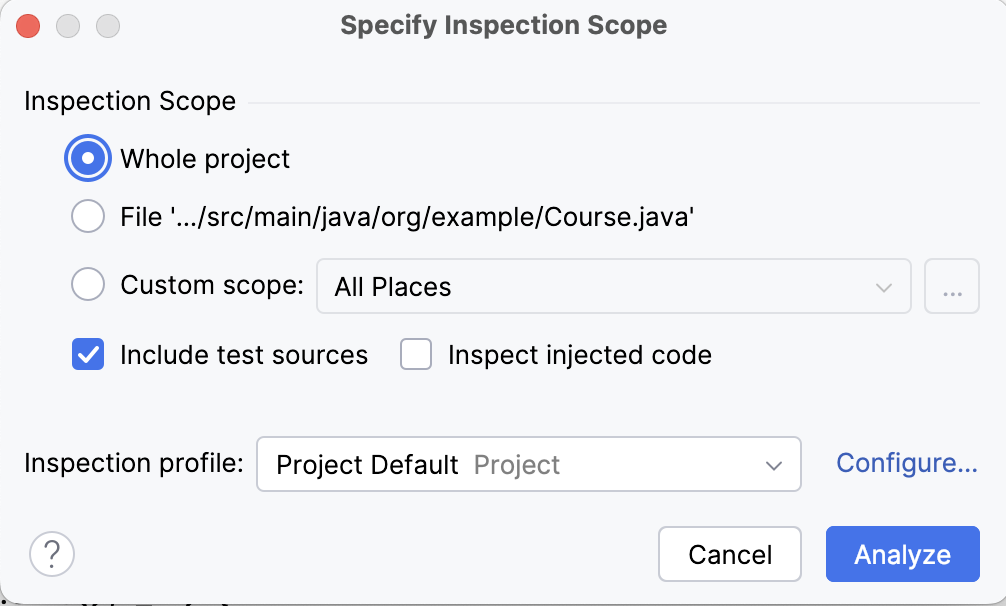 Specify Inspection Scope
Inspection Scope
Whole project
File '.../src/main/java/org/example/Course.java'
Custom scope: All Places ...
Include test sources Inspect injected code
Inspection profile: Project Default Project Configure...
? Cancel Analyze